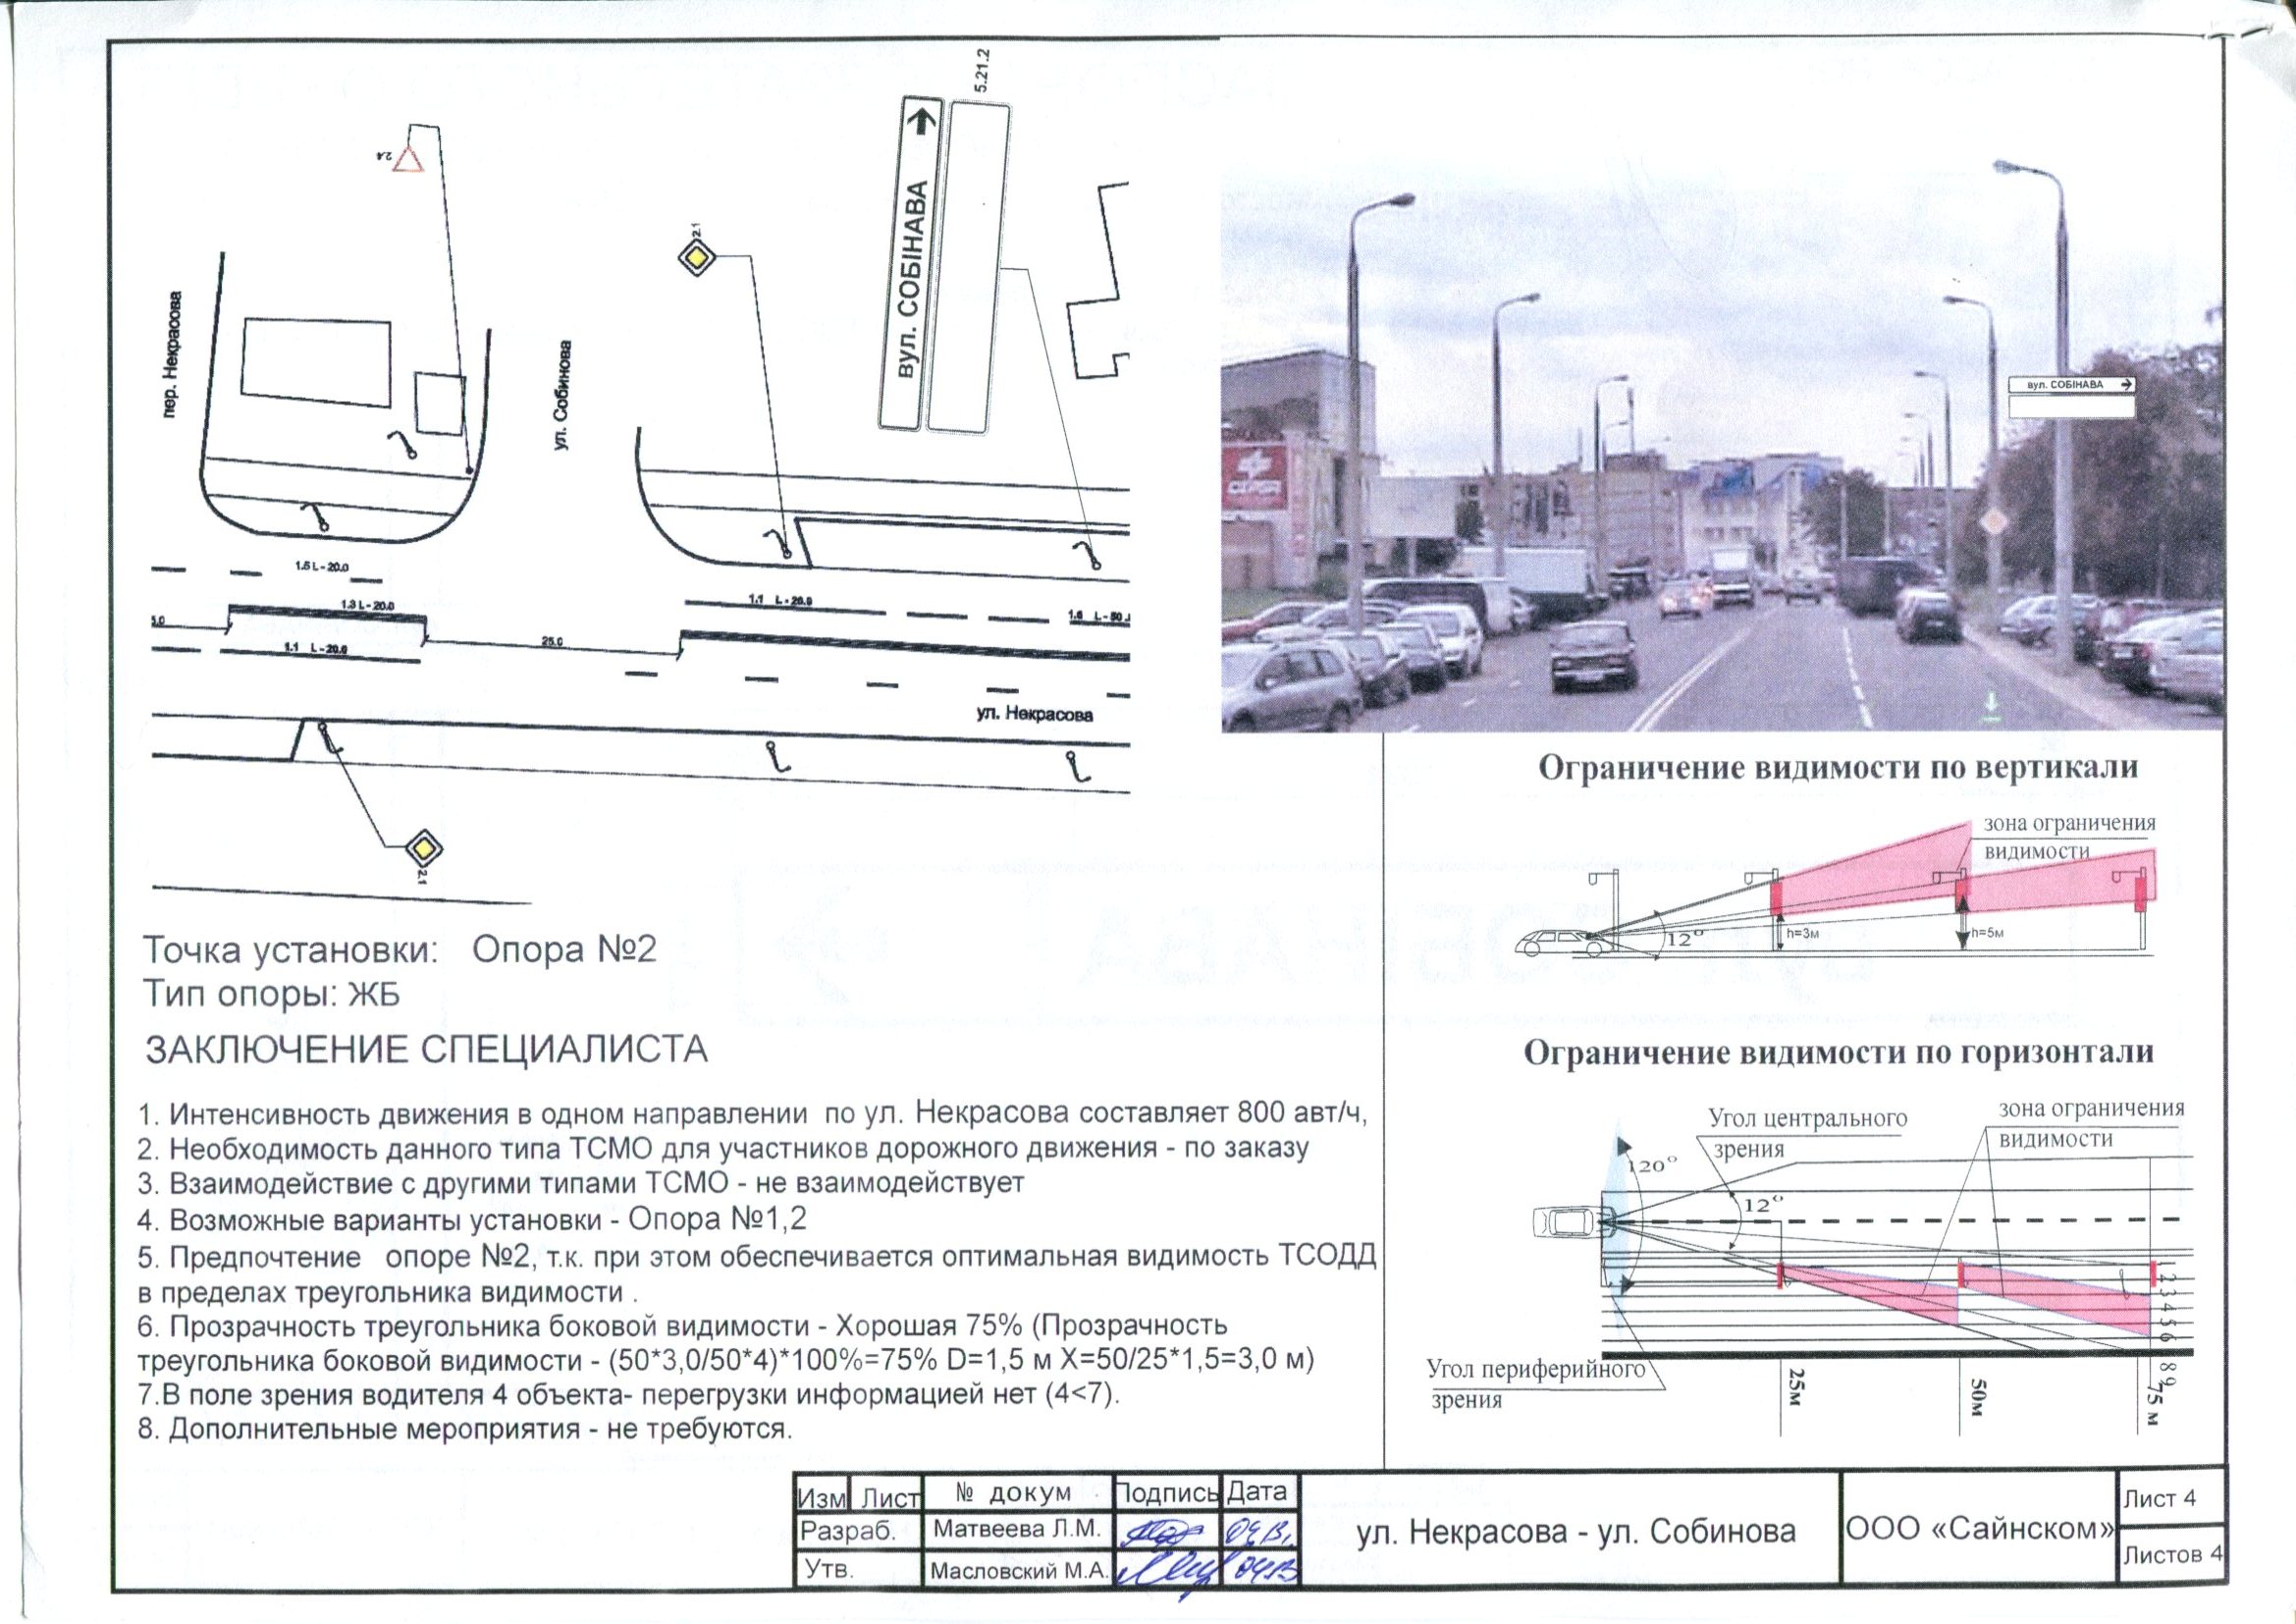 5.21.2
2.4
вул. СОБІНАВА
2.1
пер. Некрасова
ул. Собинова
1.5 L-20.0
1.3 L-20.0
5.0
1.1 L-20.0
25.0
1.1 L-20.0
ул. Некрасова
2.1
вул. СОБІНАВА
Ограничение видимости по вертикали
зона ограничения
видимости
12°
h=3м
h=5м
Точка установки: Опора №2
Тип опоры: ЖБ
ЗАКЛЮЧЕНИЕ СПЕЦИАЛИСТА
1. Интенсивность движения в одном направлении по ул. Некрасова составляет 800 авт/ч,
2. Необходимость данного типа ТСМО для участников дорожного движения - по заказу
3. Взаимодействие с другими типами ТСМО - не взаимодействует
4. Возможные варианты установки - Опора №1,2
5. Предпочтение опоре №2, т.к. при этом обеспечивается оптимальная видимость ТСОДД
в пределах треугольника видимости .
6. Прозрачность треугольника боковой видимости - Хорошая 75% (Прозрачность
треугольника боковой видимости - (50*3,0/50*4)*100%=75% D=1,5 м X=50/25*1,5=3,0 м)
7.В поле зрения водителя 4 объекта- перегрузки информацией нет (4<7).
8. Дополнительные мероприятия - не требуются.
Ограничение видимости по горизонтали
Угол центрального
зрения
зона ограничения
видимости
120°
12°
Угол периферийного
зрения
1 2 3 4 5 6
8 9
25м
50м
75 м
Изм Лист № докум Подпись Дата
Разраб. Матвеева Л.М.
Утв. Масловский М.А.
ул. Некрасова - ул. Собинова
ООО «Сайнском»
Лист 4
Листов 4